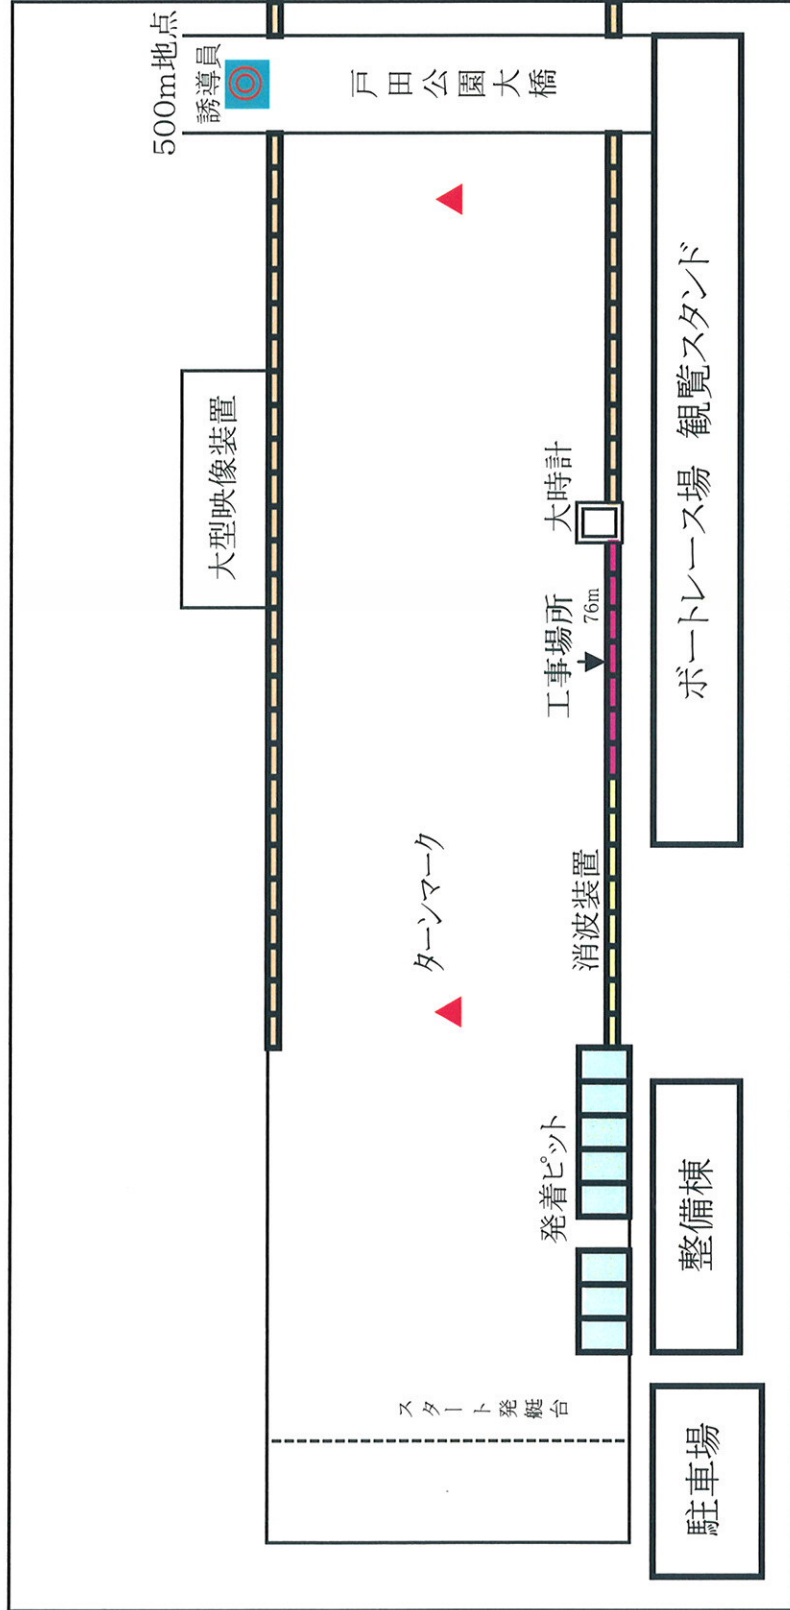 500m地点
誘導員
戸田公園大橋
大型映像装置
大時計
工事場所
76m
ボートレース場　観覧スタンド
ターンマーク
消波装置
発着ピット
整備棟
スタート発艇台
駐車場